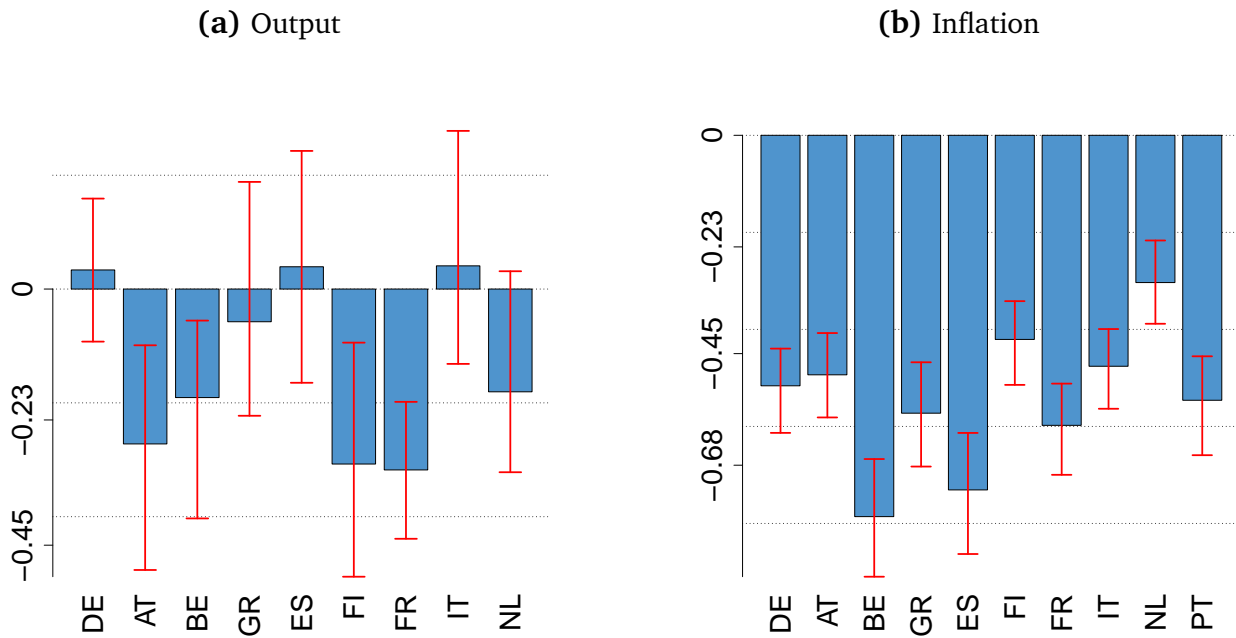 (a) Output
0
−0.23
−0.45
DE AT BE GR ES FI FR IT NL
(b) Inflation
0
−0.23
−0.45
−0.68
DE AT BE GR ES FI FR IT NL PT